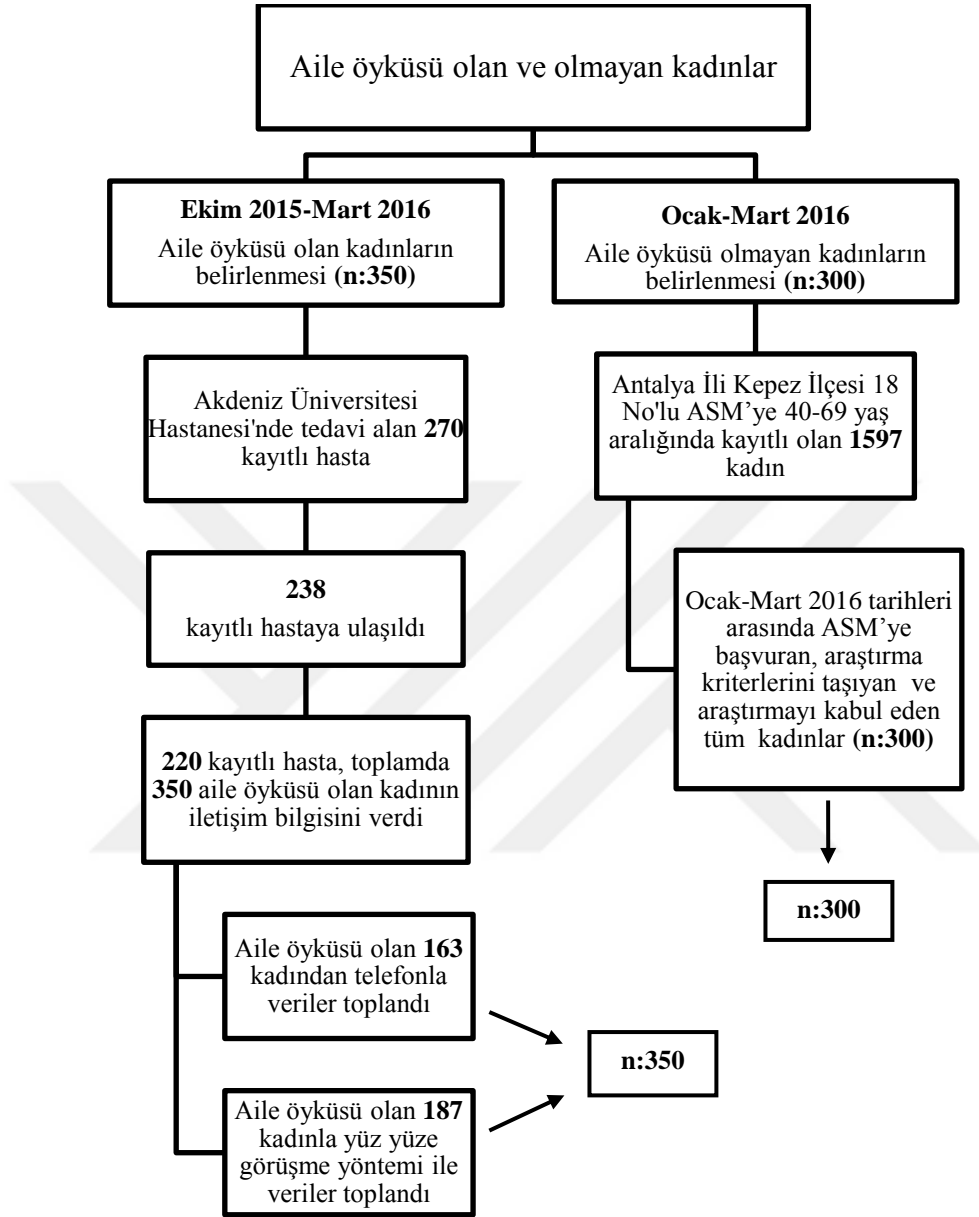 Aile öyküsü olan ve olmayan kadınlar
Ekim 2015-Mart 2016
Aile öyküsü olan kadınların
belirlenmesi (n:350)
Ocak-Mart 2016
Aile öyküsü olmayan kadınların
belirlenmesi (n:300)
Akdeniz Üniversitesi
Hastanesi'nde tedavi alan 270
kayıtlı hasta
Antalya İli Kepez İlçesi 18
No'lu ASM’ye 40-69 yaş
aralığında kayıtlı olan 1597
kadın
238
kayıtlı hastaya ulaşıldı
Ocak-Mart 2016 tarihleri
arasında ASM’ye
başvuran, araştırma
kriterlerini taşıyan ve
araştırmayı kabul eden
tüm kadınlar (n:300)
220 kayıtlı hasta, toplamda
350 aile öyküsü olan kadının
iletişim bilgisini verdi
n:300
Aile öyküsü olan 163
kadından telefonla
veriler toplandı
n:350
Aile öyküsü olan 187
kadınla yüz yüze
görüşme yöntemi ile
veriler toplandı